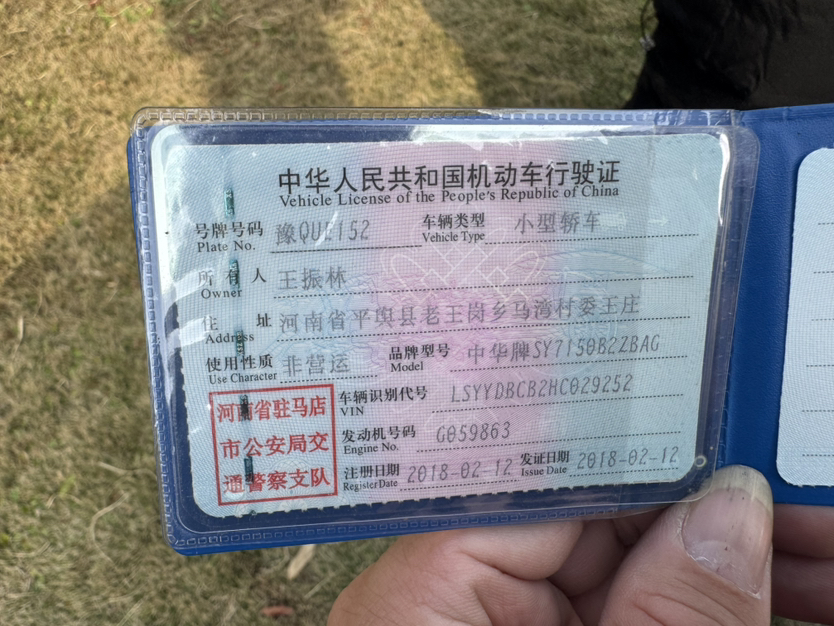 中华人民共和国机动车行驶证
Vehicle License of the People's Republic of China
号牌号码 豫QUE152 车辆类型 小型轿车
Plate No. Vehicle Type
所有人 王振林
Owner
住址 河南省平舆县老王岗乡马湾村委王庄
Address
使用性质 非营运 品牌型号 中华牌SY7150B2ZBAG
Use Character Model
河南省驻马店
市公安局交
通警察支队
车辆识别代号 LSYYDBCB2HC029252
VIN
发动机号码 G059863
Engine No.
注册日期 2018-02-12 发证日期 2018-02-12
Register Date Issue Date